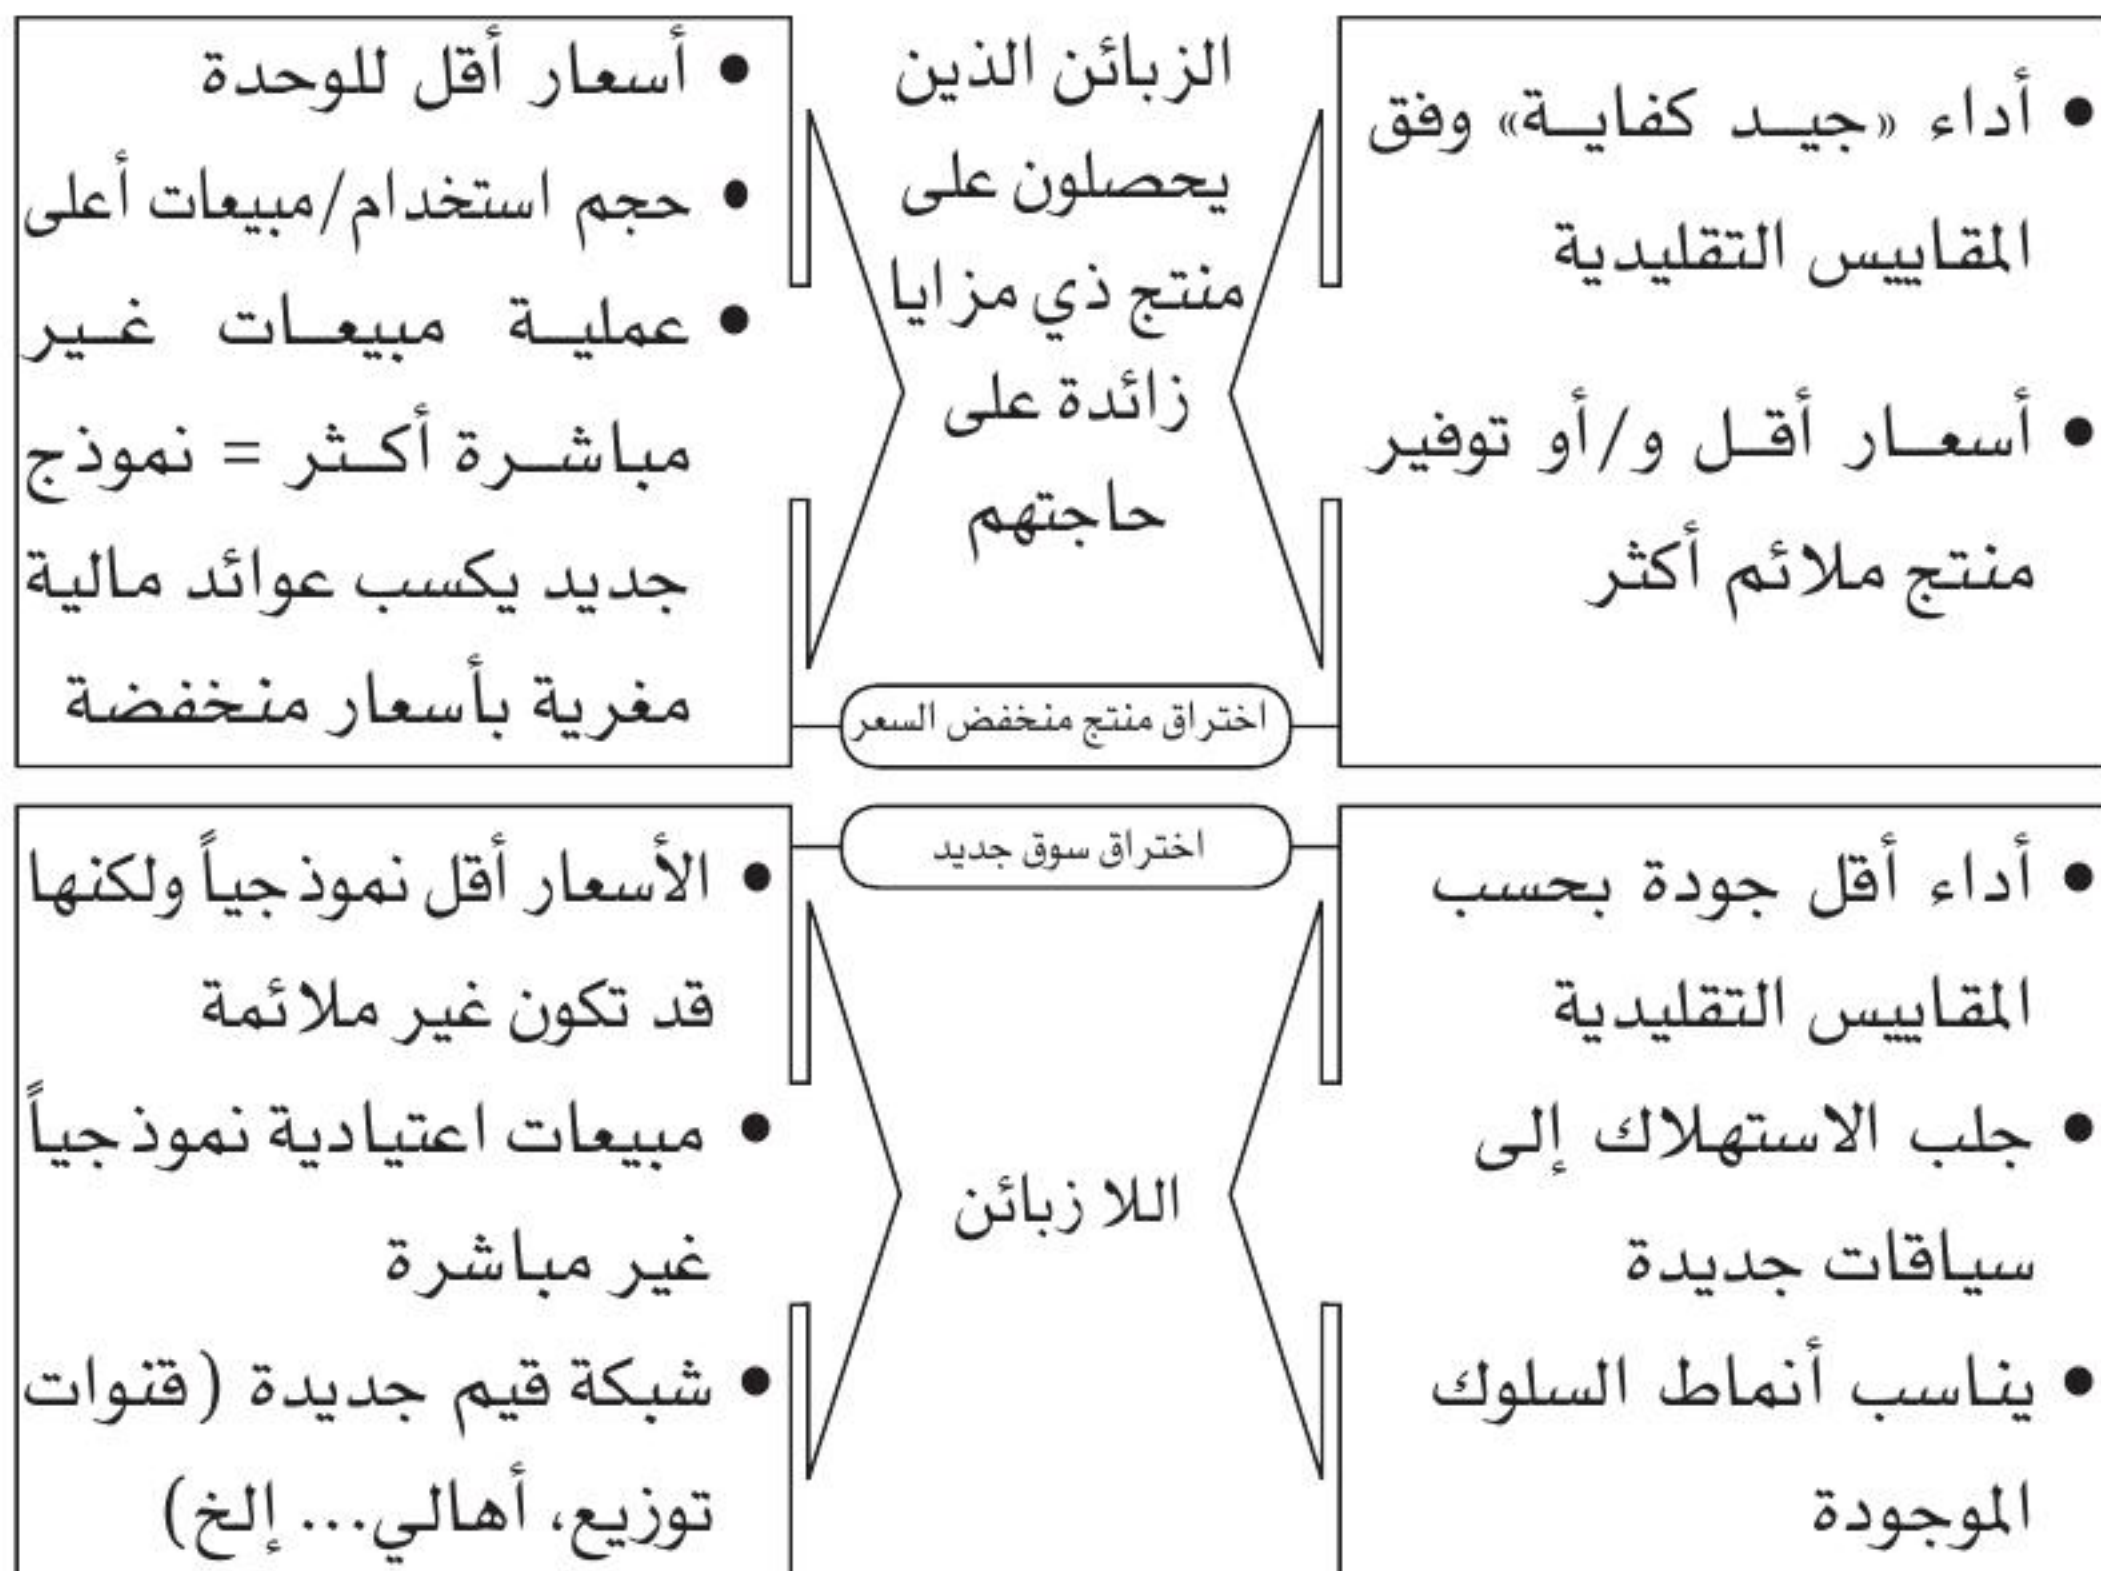 • أداء «جيد كفاية» وفق
المقاييس التقليدية
• أسعار أقل و/أو توفير
منتج ملائم أكثر
الزبائن الذين
يحصلون على
منتج ذي مزايا
زائدة على
حاجتهم
• أسعار أقل للوحدة
• حجم استخدام/مبيعات أعلى
• عملية مبيعات غير
مباشرة أكثر = نموذج
جديد يكسب عوائد مالية
مغرية بأسعار منخفضة
اختراق منتج منخفض السعر
اختراق سوق جديد
• أداء أقل جودة بحسب
المقاييس التقليدية
• جلب الاستهلاك إلى
سياقات جديدة
• يناسب أنماط السلوك
الموجودة
اللا زبائن
• الأسعار أقل نموذجياً ولكنها
قد تكون غير ملائمة
• مبيعات اعتيادية نموذجياً
غير مباشرة
• شبكة قيم جديدة (قنوات
توزيع، أهالي... إلخ)